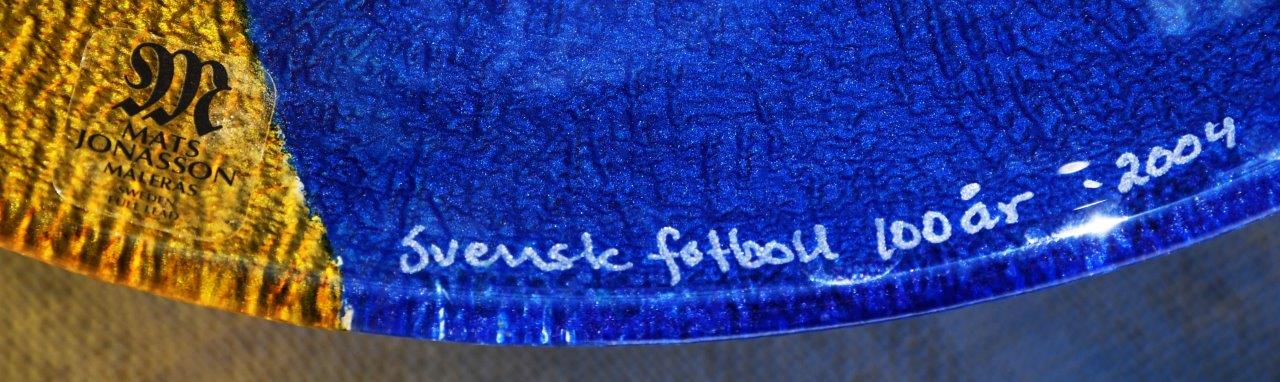 M
MATS
JONASSON
MÅLERÅS
SWEDEN
FULL LEAD
Svensk fotboll 100 år - 2004